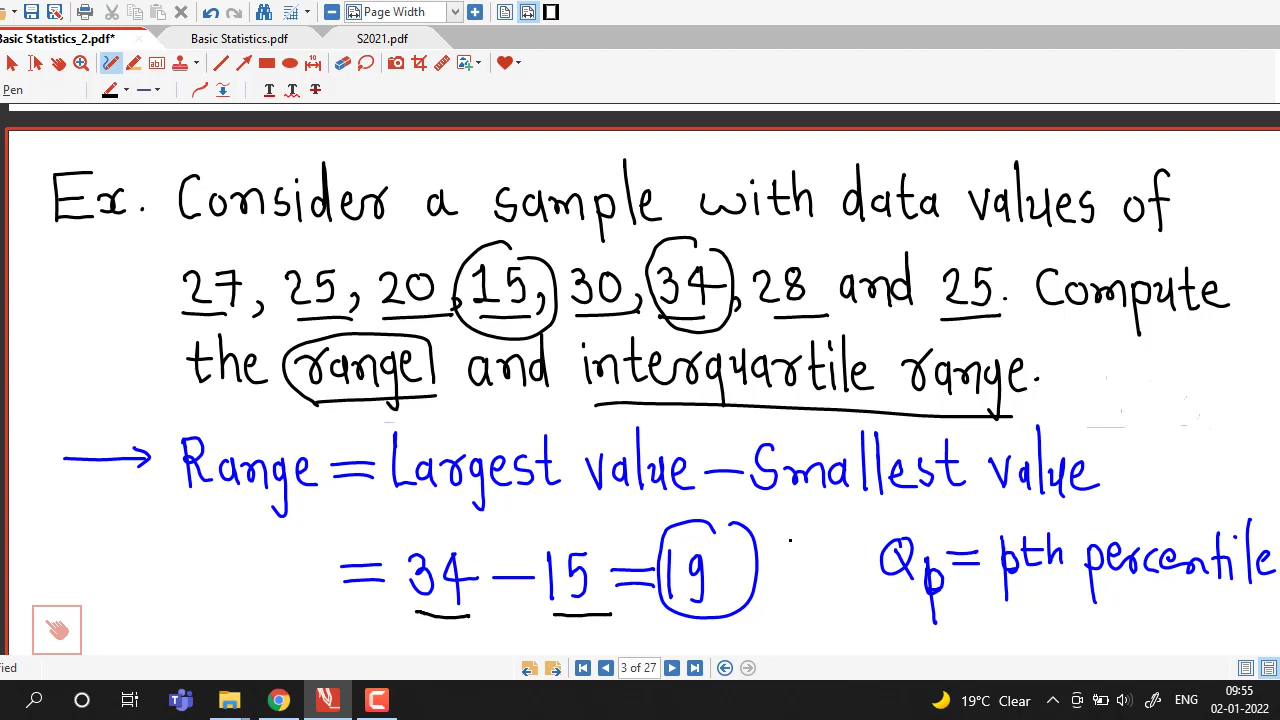 Page Width
Basic Statistics_2.pdf*
Basic Statistics.pdf
S2021.pdf
Pen
Ex. Consider a sample with data values of
27, 25, 20, 15, 30, 34, 28 and 25. Compute
the range and interquartile range.
→ Range = Largest value − Smallest value
= 34 − 15 = 19
Qp = pth percentile
3 of 27
ENG
19°C Clear
09:55
02-01-2022